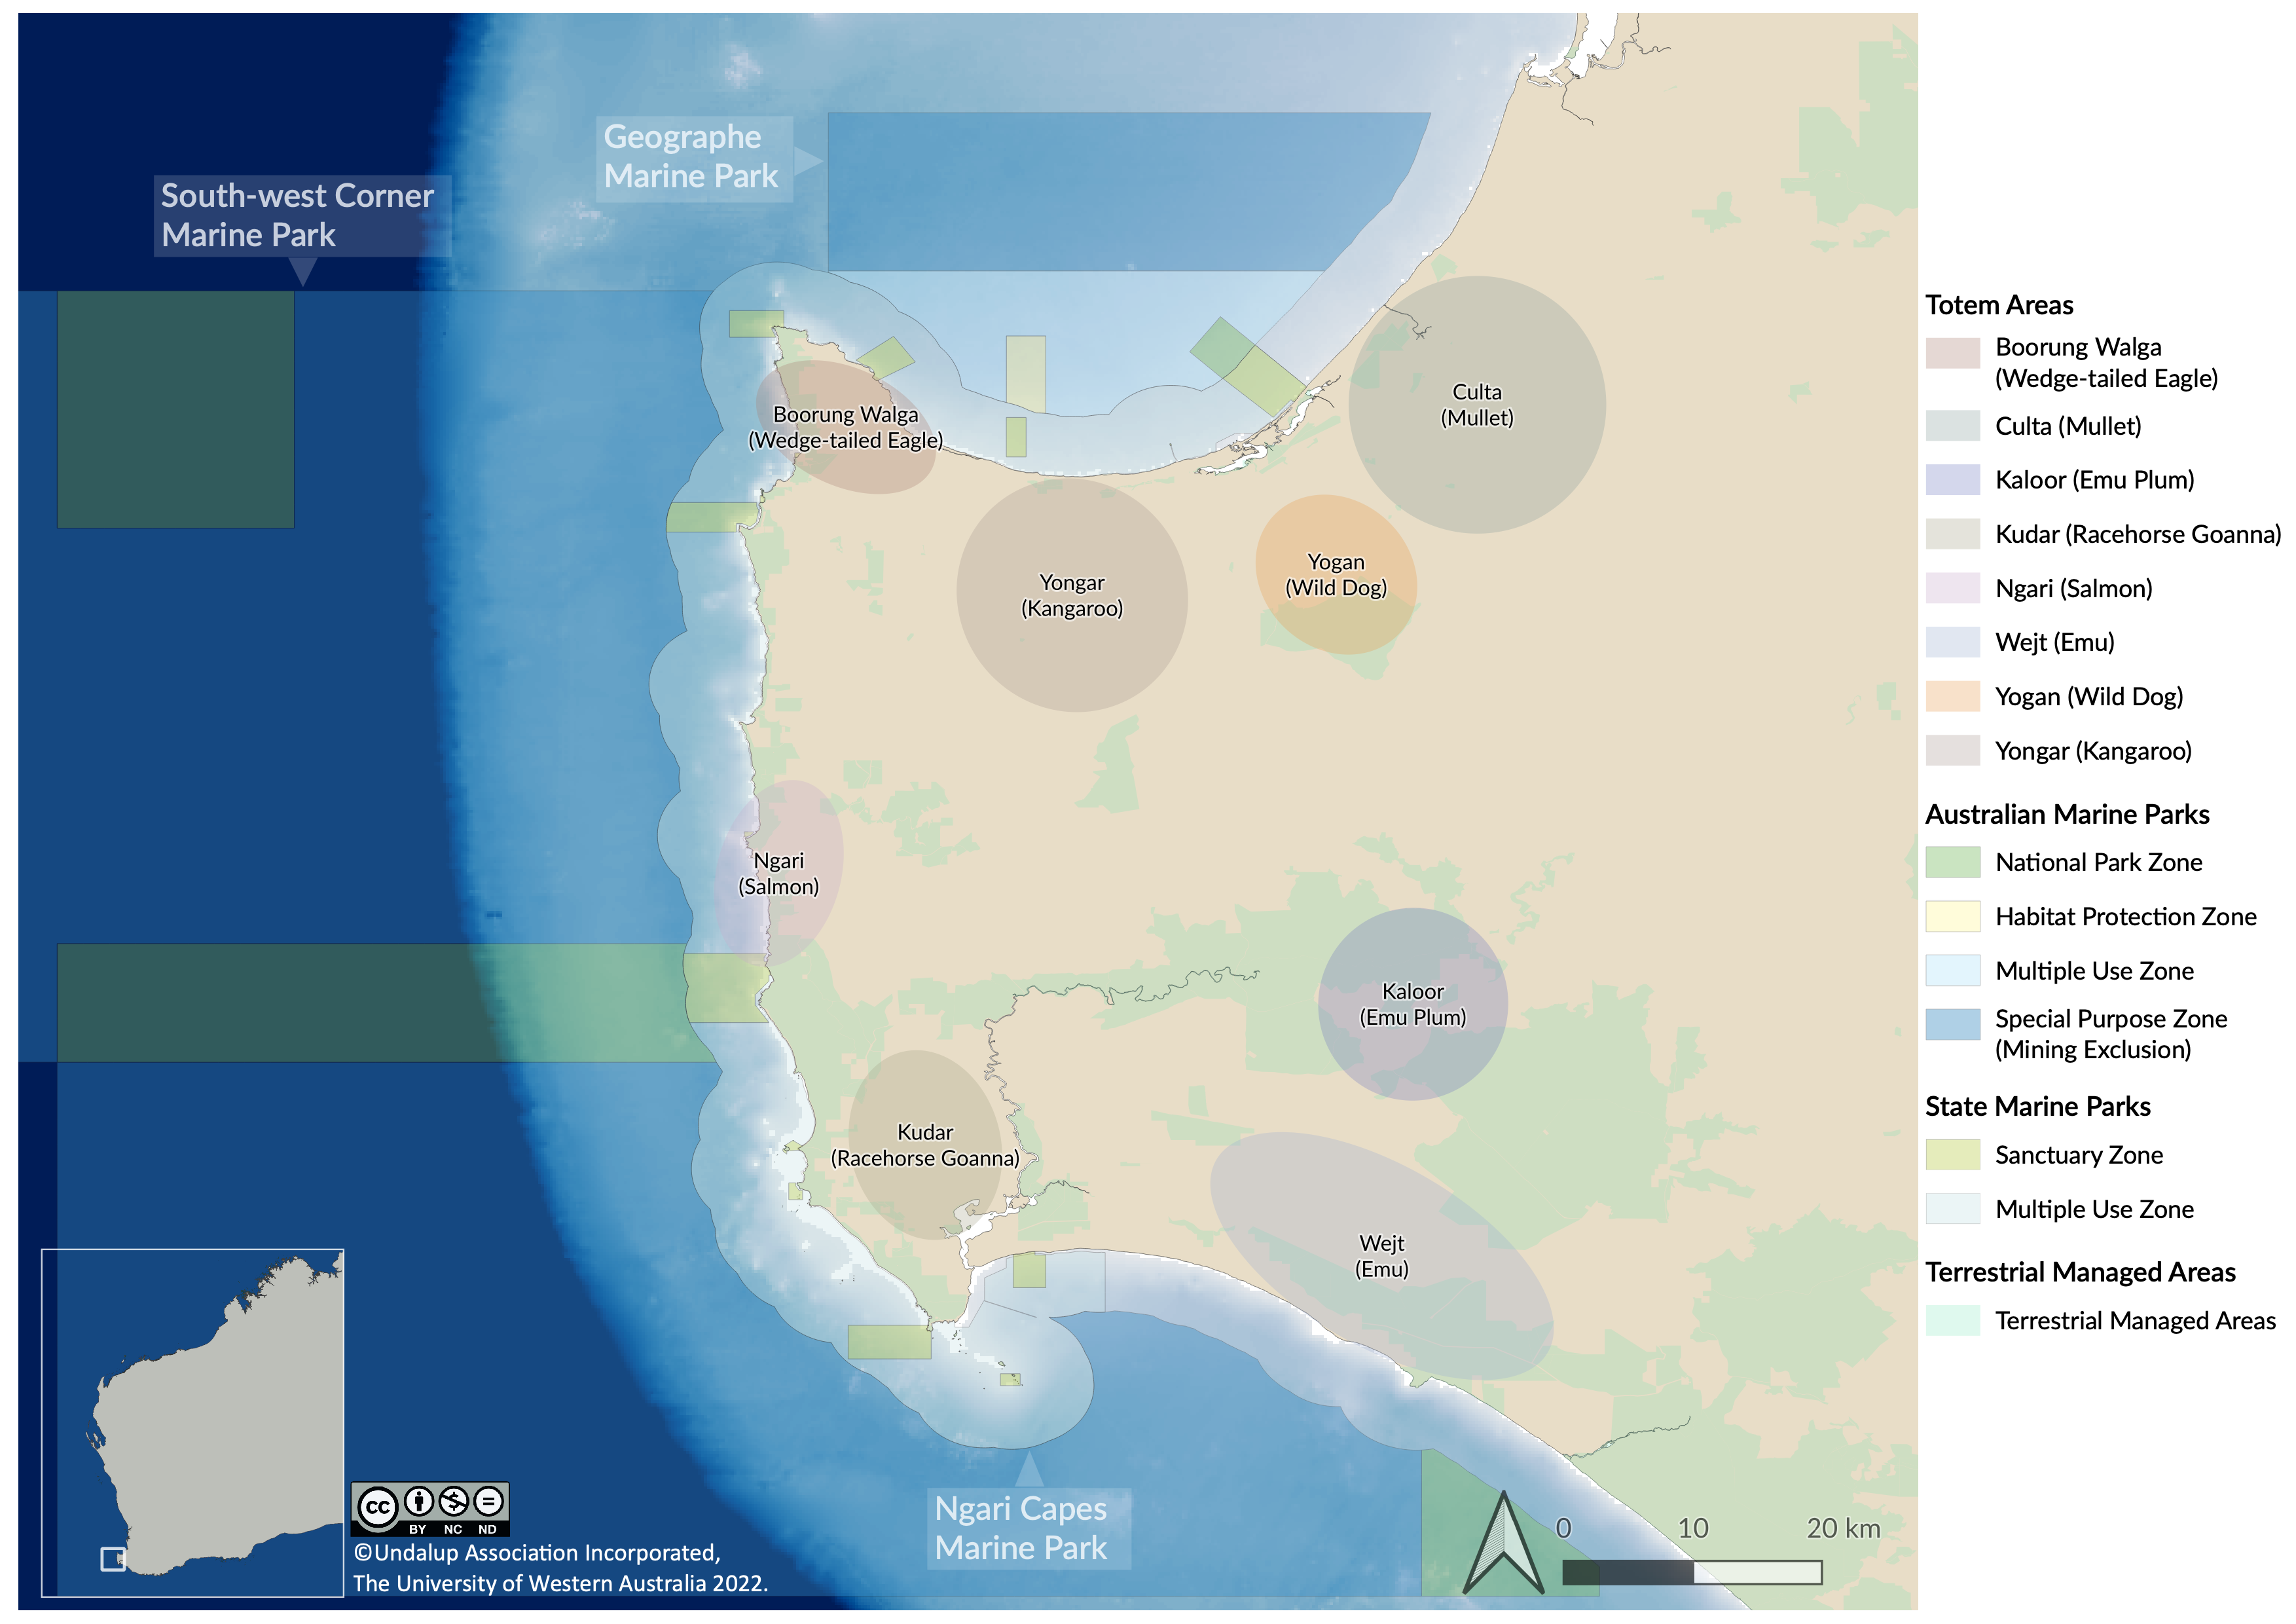 Geographe
Marine Park
South-west Corner
Marine Park
Boorung Walga
(Wedge-tailed Eagle)
Culta
(Mullet)
Yongar
(Kangaroo)
Yogan
(Wild Dog)
Ngari
(Salmon)
Kaloor
(Emu Plum)
Kudar
(Racehorse Goanna)
Wejt
(Emu)
Ngari Capes
Marine Park
0 10 20 km
cc
BY NC ND
©Undalup Association Incorporated,
The University of Western Australia 2022.
Totem Areas
Boorung Walga
(Wedge-tailed Eagle)
Culta (Mullet)
Kaloor (Emu Plum)
Kudar (Racehorse Goanna)
Ngari (Salmon)
Wejt (Emu)
Yogan (Wild Dog)
Yongar (Kangaroo)
Australian Marine Parks
National Park Zone
Habitat Protection Zone
Multiple Use Zone
Special Purpose Zone
(Mining Exclusion)
State Marine Parks
Sanctuary Zone
Multiple Use Zone
Terrestrial Managed Areas
Terrestrial Managed Areas